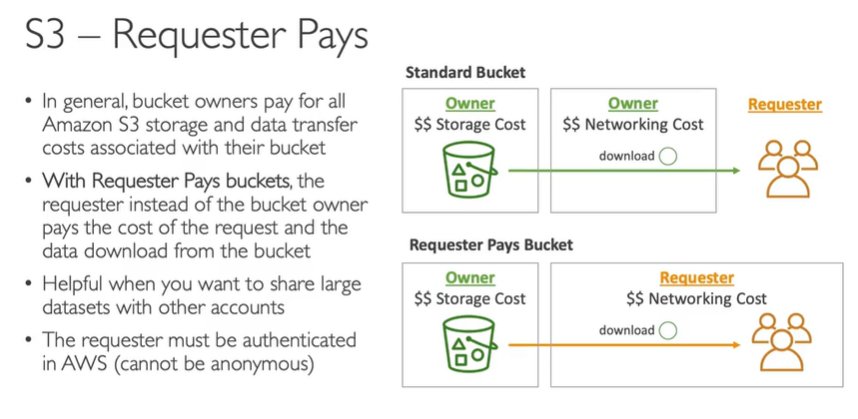 S3 – Requester Pays
• In general, bucket owners pay for all
Amazon S3 storage and data transfer
costs associated with their bucket
• With Requester Pays buckets, the
requester instead of the bucket owner
pays the cost of the request and the
data download from the bucket
• Helpful when you want to share large
datasets with other accounts
• The requester must be authenticated
in AWS (cannot be anonymous)
Standard Bucket
Owner
$$ Storage Cost
Owner
$$ Networking Cost
download
Requester
Requester Pays Bucket
Owner
$$ Storage Cost
Requester
$$ Networking Cost
download